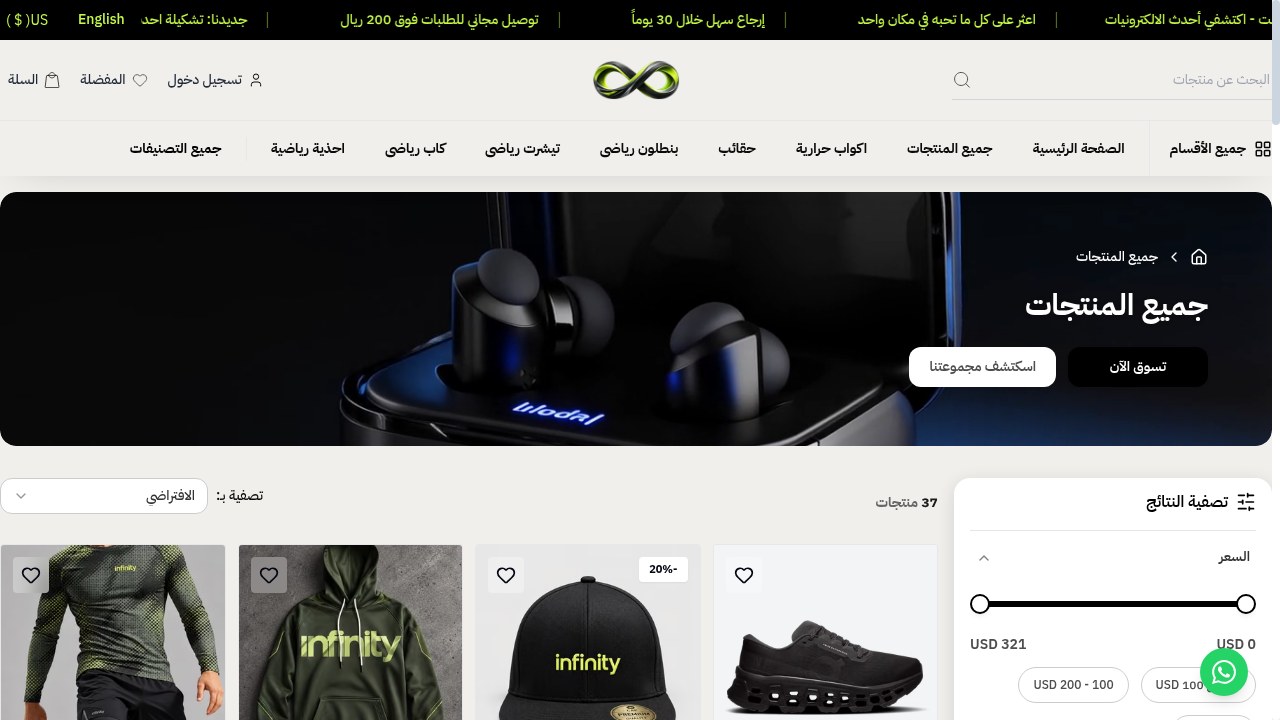 ت - اكتشفي أحدث الالكترونيات
اعثر على كل ما تحبه في مكان واحد
إرجاع سهل خلال 30 يوماً
توصيل مجاني للطلبات فوق 200 ريال
جديدنا: تشكيلة احد
English
US( $ )
البحث عن منتجات
تسجيل دخول
المفضلة
السلة
جميع الأقسام
الصفحة الرئيسية
جميع المنتجات
اكواب حرارية
حقائب
بنطلون رياضى
تيشرت رياضى
كاب رياضى
احذية رياضية
جميع التصنيفات
جميع المنتجات
جميع المنتجات
تسوق الآن
اسكتشف مجموعتنا
تصفية النتائج
السعر
USD 0
USD 321
USD 100
USD 200 - 100
37 منتجات
تصفية بـ:
الافتراضي
-20%
infinity
infinity
infinity